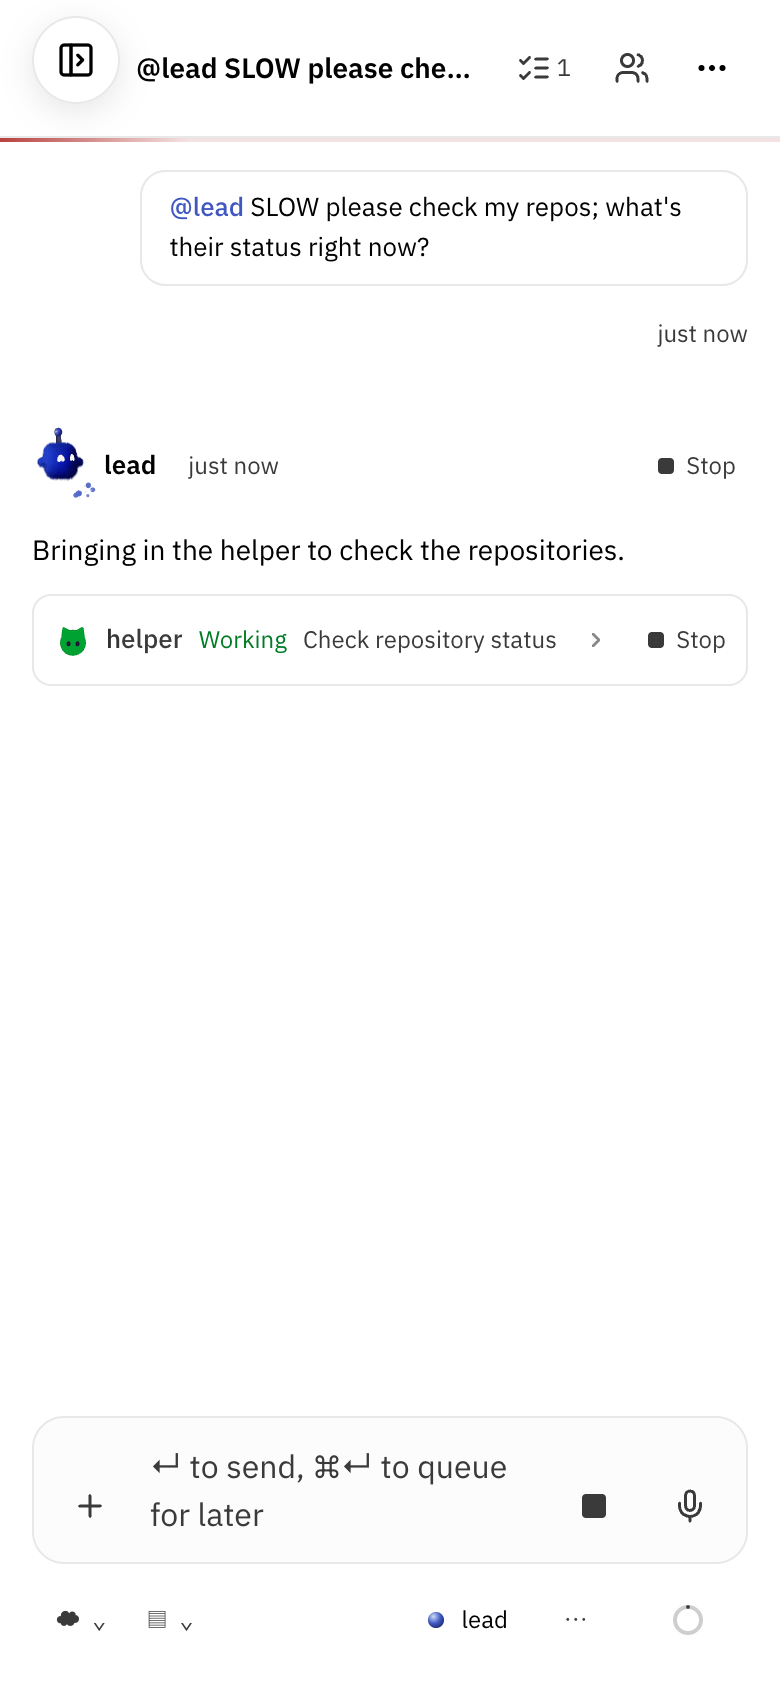 @lead SLOW please che...
1
@lead SLOW please check my repos; what's
their status right now?
just now
lead just now
Stop
Bringing in the helper to check the repositories.
helper Working Check repository status
Stop
↵ to send, ⌘↵ to queue
for later
lead